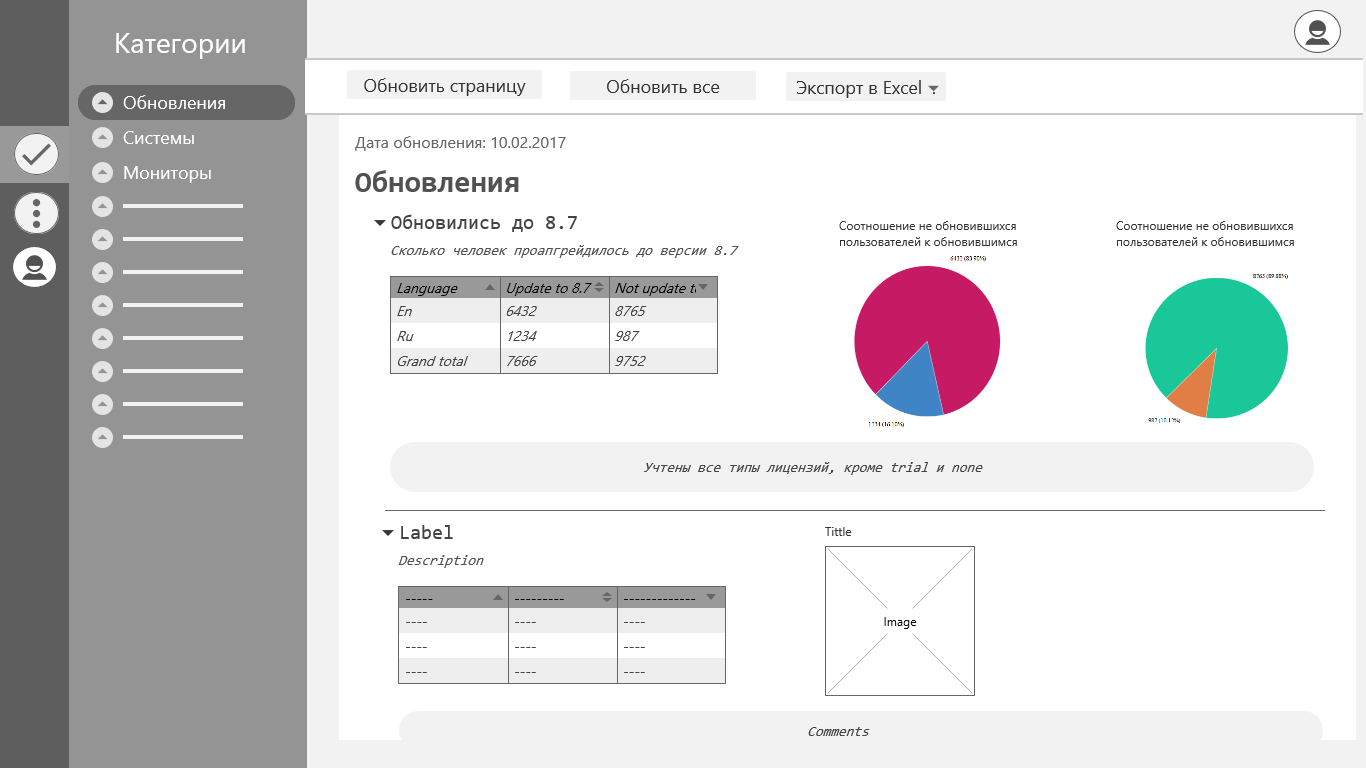 Категории
Обновления
Системы
Мониторы
Обновить страницу
Обновить все
Экспорт в Excel
Дата обновления: 10.02.2017
Обновления
Обновились до 8.7
Сколько человек проапгрейдилось до версии 8.7
Language Update to 8.7 Not update
En 6432 8765
Ru 1234 987
Grand total 7666 9752
Соотношение не обновившихся
пользователей к обновившимся
6432 (83.90%)
1234 (16.10%)
Соотношение не обновившихся
пользователей к обновившимся
8765 (89.88%)
987 (10.12%)
Учтены все типы лицензий, кроме trial и none
Label
Description
----- --------- -------------
---- ---- ----
---- ---- ----
---- ---- ----
Tittle
Image
Comments